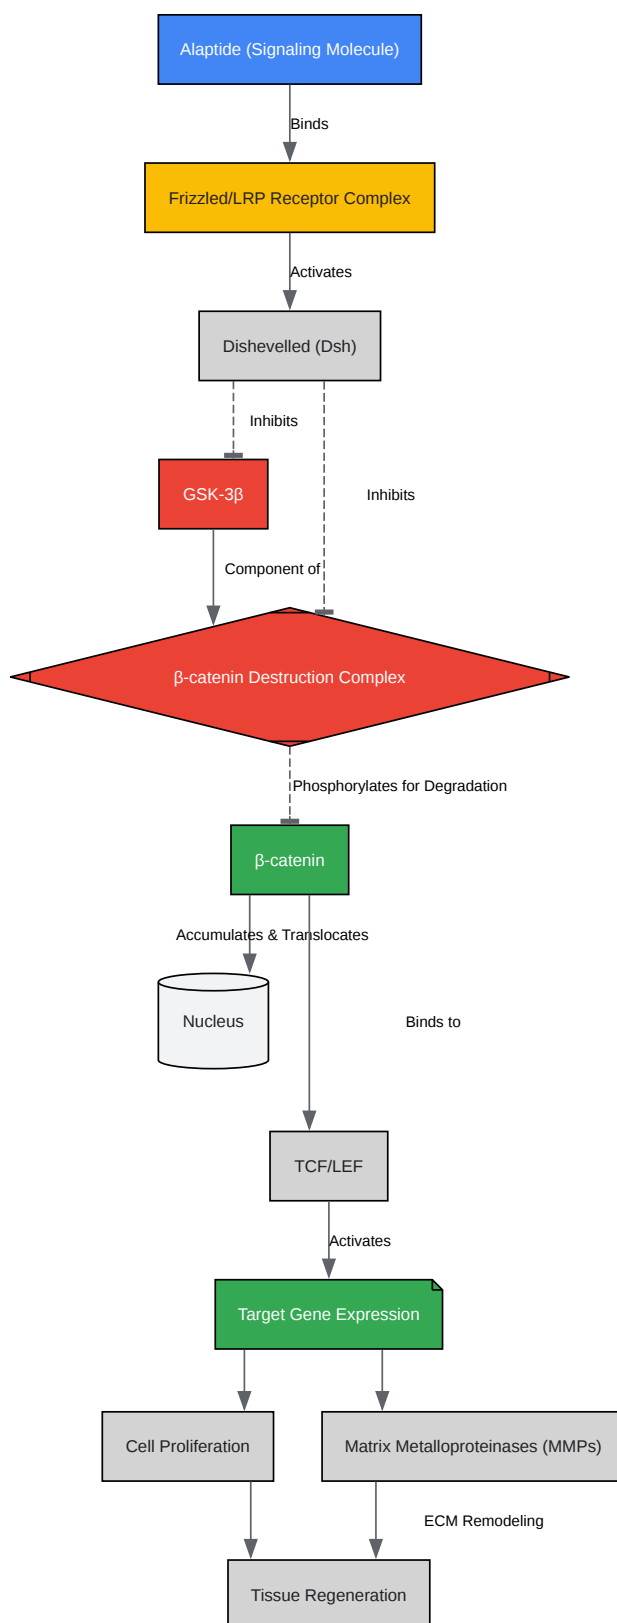 Alaptide (Signaling Molecule)
Binds
Frizzled/LRP Receptor Complex
Activates
Dishevelled (Dsh)
Inhibits
GSK-3β
Inhibits
Component of
β-catenin Destruction Complex
Phosphorylates for Degradation
β-catenin
Accumulates & Translocates
Nucleus
Binds to
TCF/LEF
Activates
Target Gene Expression
Cell Proliferation
Matrix Metalloproteinases (MMPs)
ECM Remodeling
Tissue Regeneration